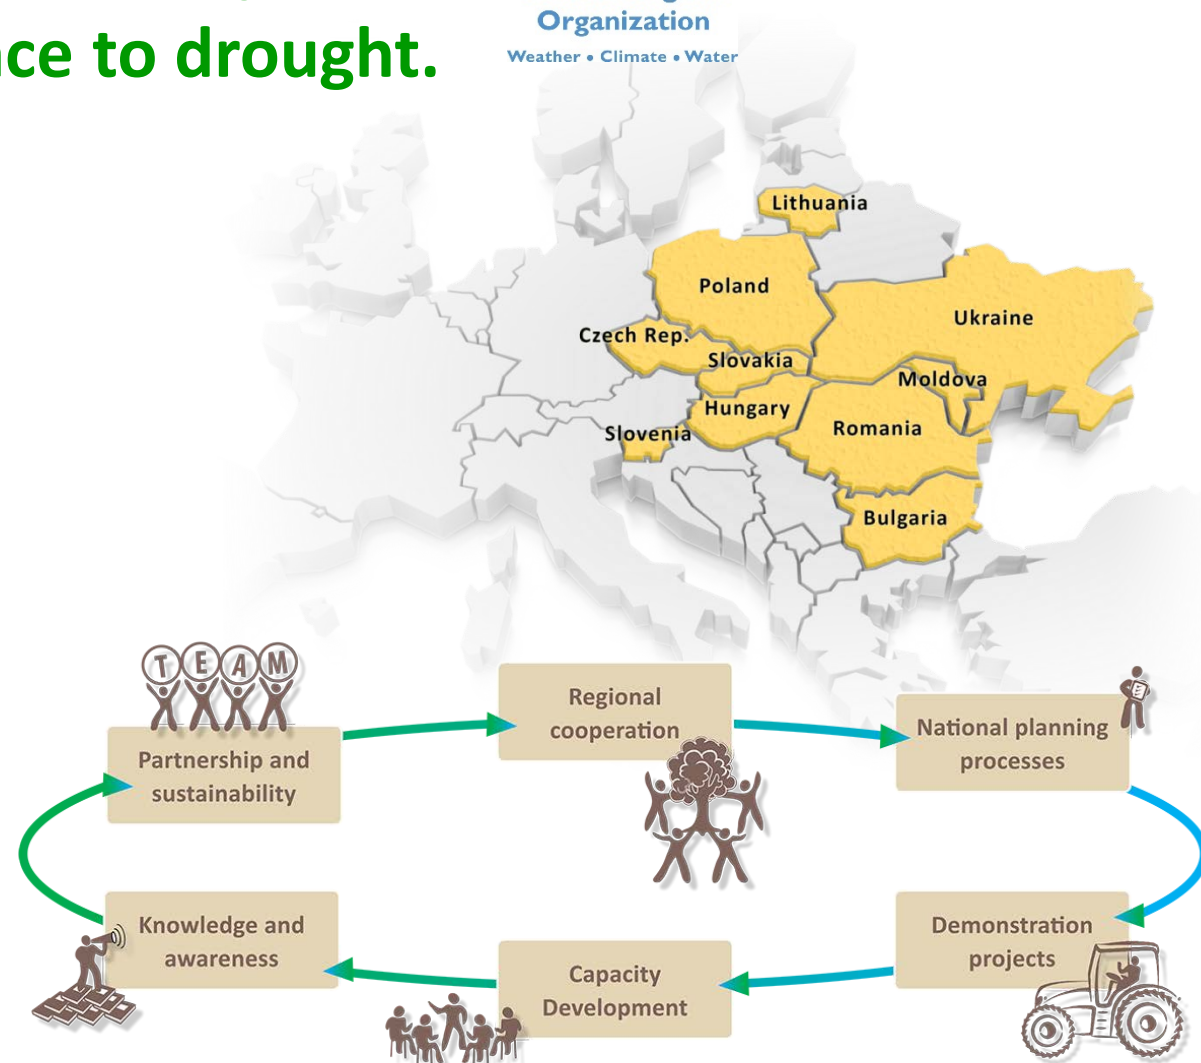 Organization
Weather • Climate • Water
to drought.
Lithuania
Poland
Ukraine
Czech Rep.
Slovakia
Moldova
Hungary
Romania
Slovenia
Bulgaria
TEAM
Partnership and
sustainability
Regional
cooperation
National planning
processes
Knowledge and
awareness
Capacity
Development
Demonstration
projects